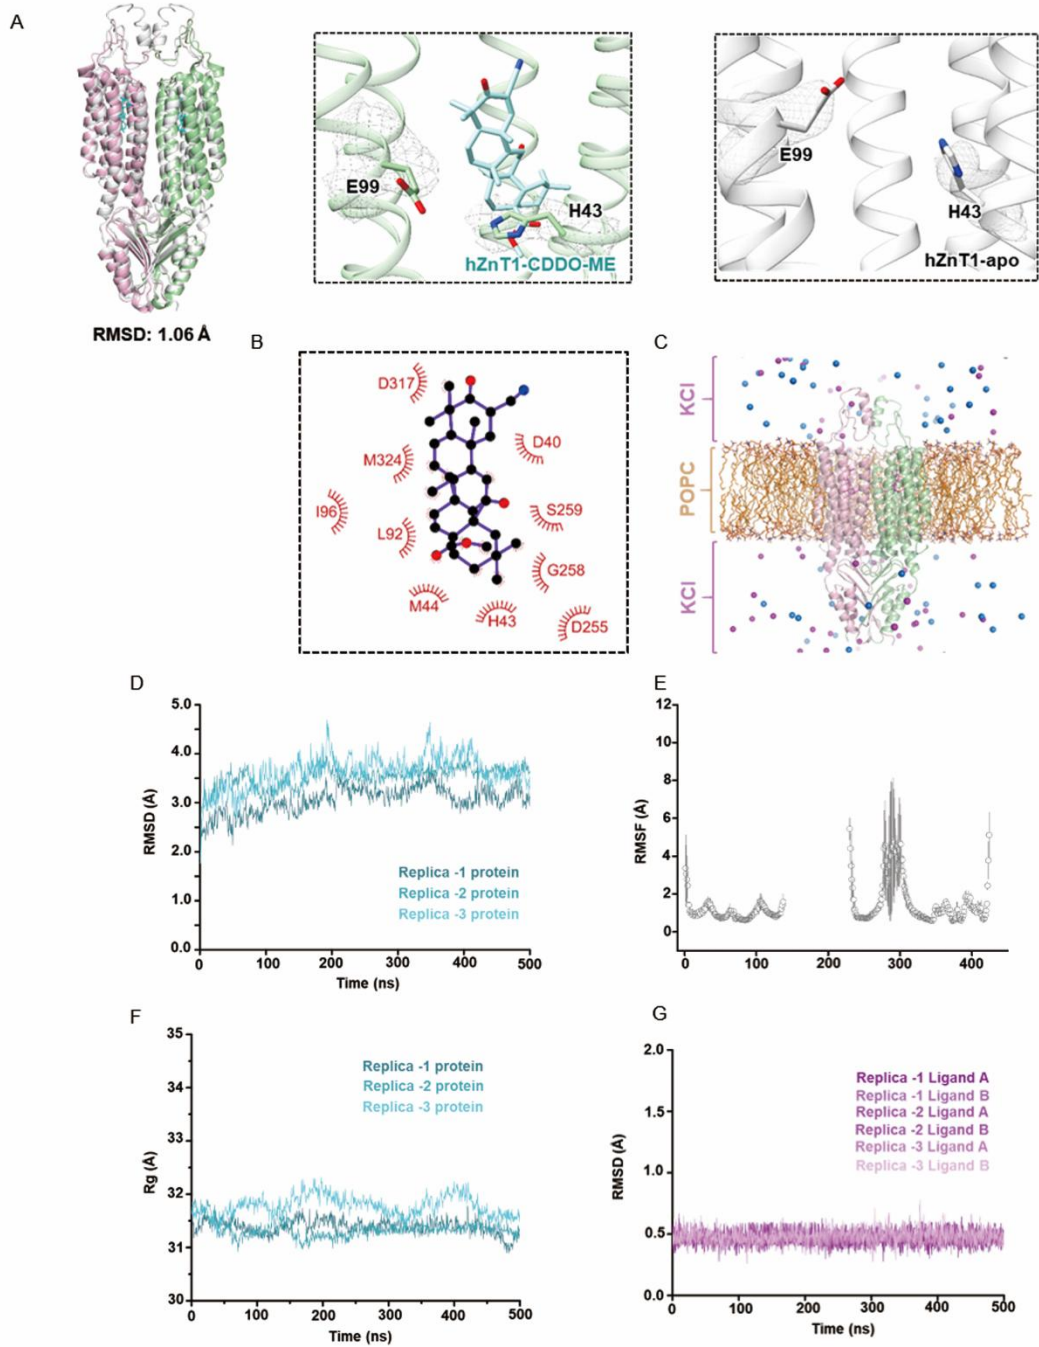 A
E99
H43
hZnT1-CDDO-ME
E99
H43
hZnT1-apo
RMSD: 1.06 Å
B
D317
D40
M324
I96
S259
L92
G258
M44
H43
D255
C
KCl
POPC
KCl
D
5.0
4.0
3.0
2.0
1.0
0.0
RMSD (Å)
Replica -1 protein
Replica -2 protein
Replica -3 protein
0 100 200 300 400 500
Time (ns)
E
12
10
8
6
4
2
0
RMSF (Å)
0 100 200 300 400
F
35
34
33
32
31
30
Rg (Å)
Replica -1 protein
Replica -2 protein
Replica -3 protein
0 100 200 300 400 500
Time (ns)
G
2.0
1.5
1.0
0.5
0.0
RMSD (Å)
Replica -1 Ligand A
Replica -1 Ligand B
Replica -2 Ligand A
Replica -2 Ligand B
Replica -3 Ligand A
Replica -3 Ligand B
0 100 200 300 400 500
Time (ns)